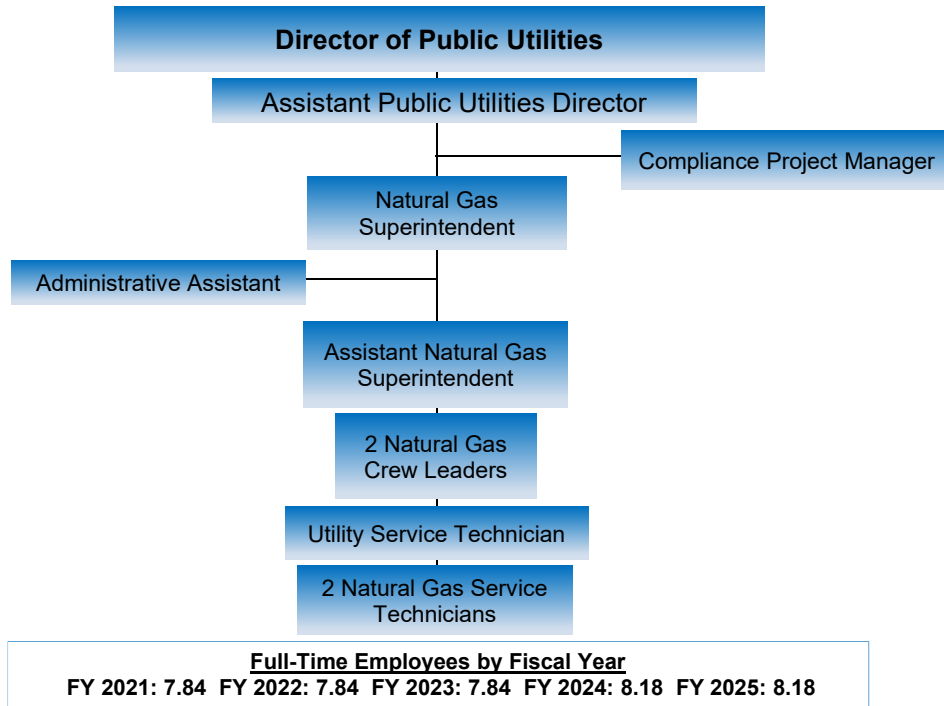 Director of Public Utilities
Assistant Public Utilities Director
Compliance Project Manager
Natural Gas
Superintendent
Administrative Assistant
Assistant Natural Gas
Superintendent
2 Natural Gas
Crew Leaders
Utility Service Technician
2 Natural Gas Service
Technicians
Full-Time Employees by Fiscal Year
FY 2021: 7.84 FY 2022: 7.84 FY 2023: 7.84 FY 2024: 8.18 FY 2025: 8.18